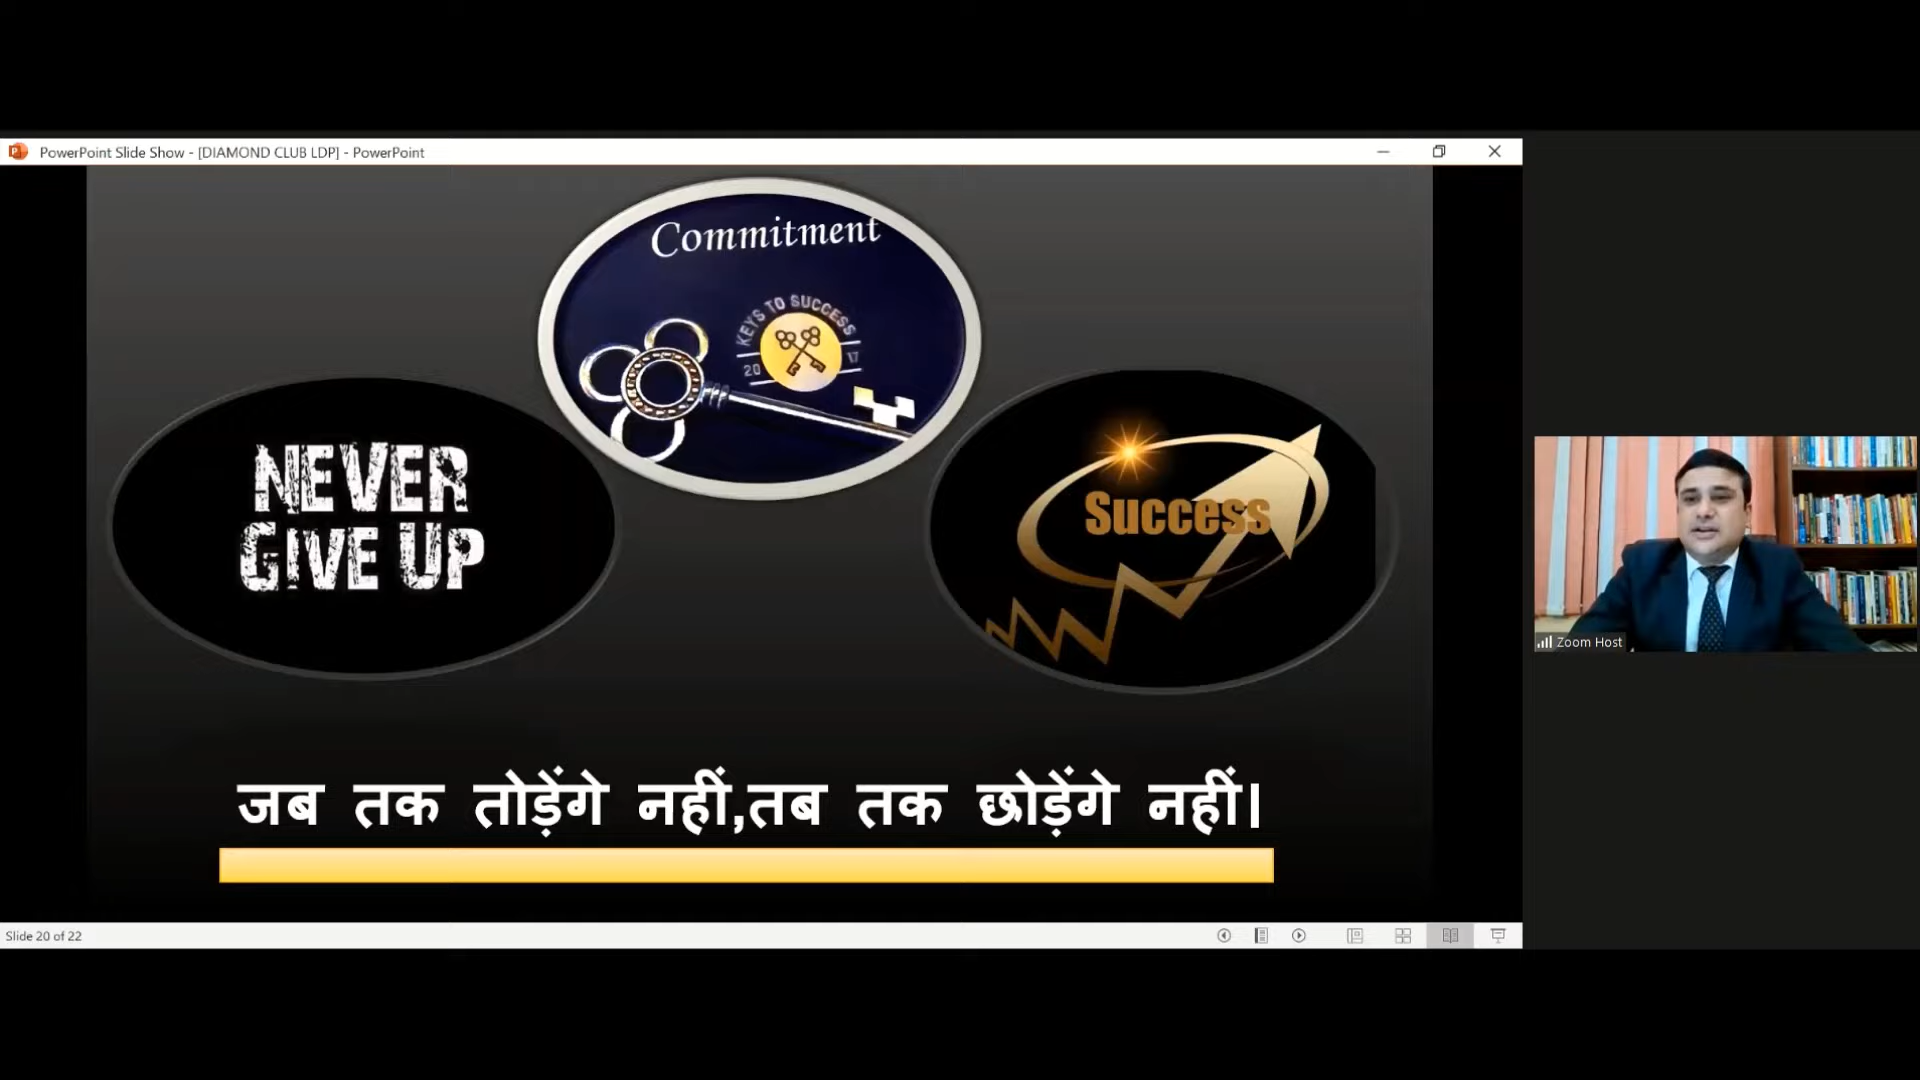 PowerPoint Slide Show - [DIAMOND CLUB LDP] - PowerPoint
Commitment
KEYS TO SUCCESS
20 17
NEVER
GIVE UP
Success
जब तक तोड़ेंगे नहीं,तब तक छोड़ेंगे नहीं।
Zoom Host
Slide 20 of 22